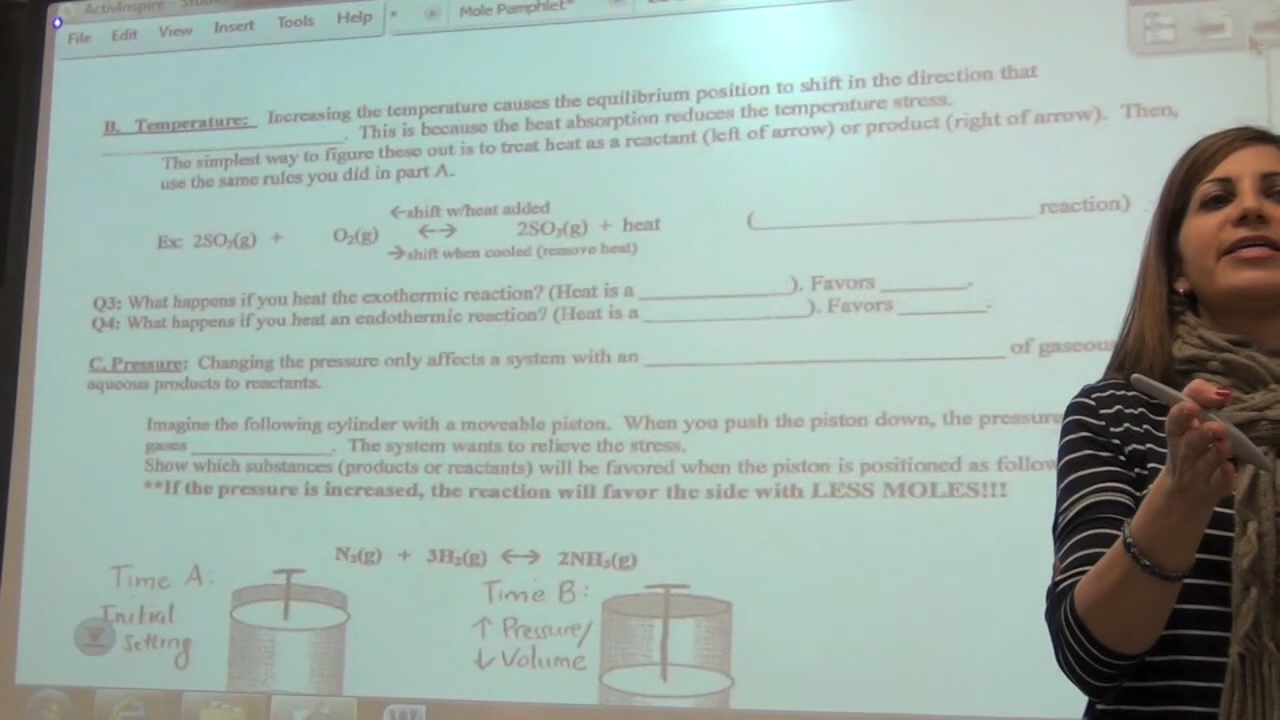 ActivInspire - Stud
File Edit View Insert Tools Help
Mole Pamphlet*
B. Temperature: Increasing the temperature causes the equilibrium position to shift in the direction that
____________________. This is because the heat absorption reduces the temperature stress.
The simplest way to figure these out is to treat heat as a reactant (left of arrow) or product (right of arrow). Then,
use the same rules you did in part A.
←shift w/heat added
Ex: 2SO₂(g) + O₂(g) ←→ 2SO₃(g) + heat (____________________ reaction)
→shift when cooled (remove heat)
Q3: What happens if you heat the exothermic reaction? (Heat is a ____________). Favors _______.
Q4: What happens if you heat an endothermic reaction? (Heat is a ____________). Favors _______.
C. Pressure: Changing the pressure only affects a system with an ____________________ of gaseous
aqueous products to reactants.
Imagine the following cylinder with a moveable piston. When you push the piston down, the pressure
gases ___________. The system wants to relieve the stress.
Show which substances (products or reactants) will be favored when the piston is positioned as follow
**If the pressure is increased, the reaction will favor the side with LESS MOLES!!!
N₂(g) + 3H₂(g) ←→ 2NH₃(g)
Time A:
Initial
Setting
Time B:
↑ Pressure/
↓ Volume